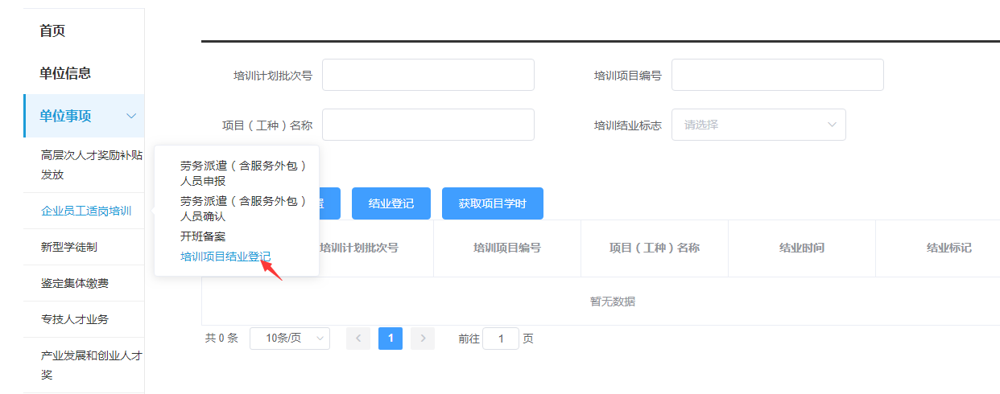 首页
单位信息
单位事项
高层次人才奖励补贴
发放
企业员工适岗培训
新型学徒制
鉴定集体缴费
专技人才业务
产业发展和创业人才
奖
劳务派遣（含服务外包）
人员申报
劳务派遣（含服务外包）
人员确认
开班备案
培训项目结业登记
培训计划批次号
培训项目编号
项目（工种）名称
培训结业标志 请选择
结业登记 获取项目学时
培训计划批次号 培训项目编号 项目（工种）名称 结业时间 结业标记
暂无数据
共 0 条 10条/页 1 前往 1 页